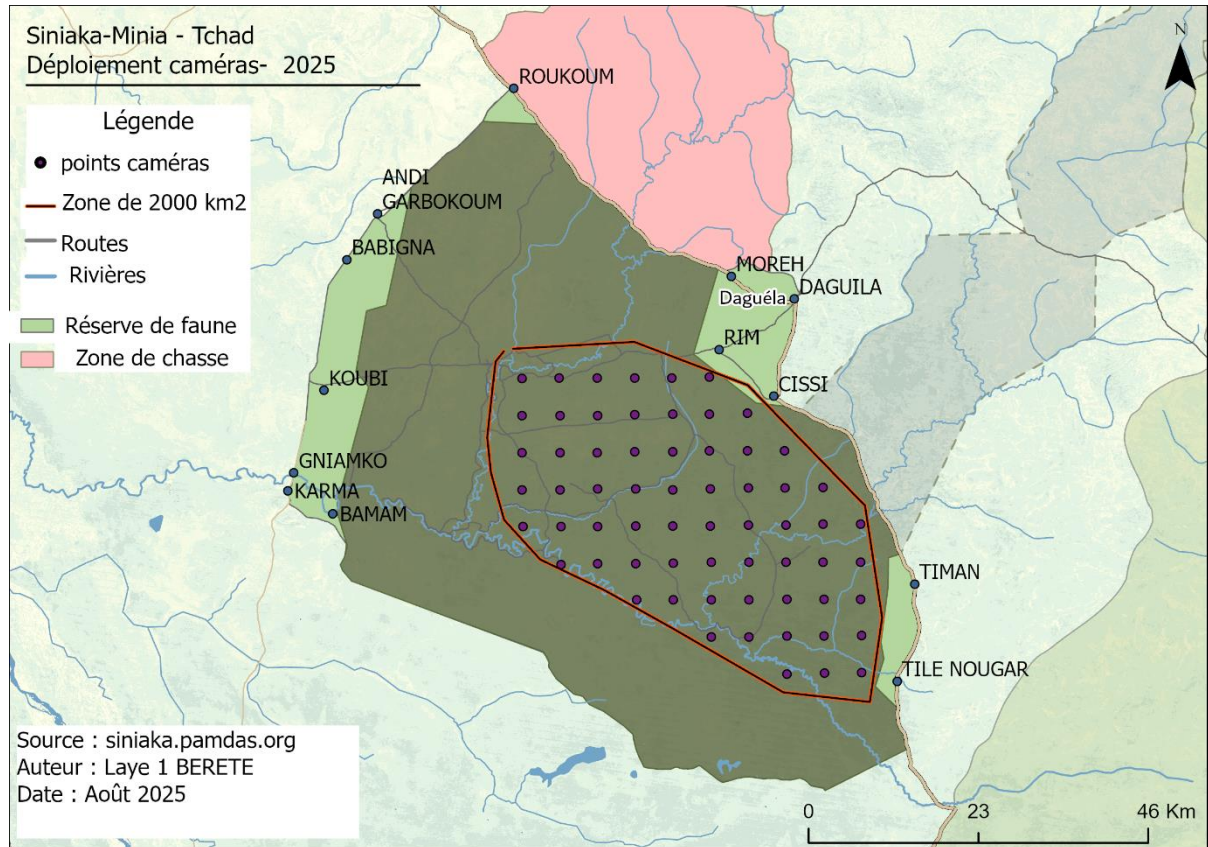 Siniaka-Minia - Tchad
Déploiement caméras- 2025
Légende
points caméras
Zone de 2000 km2
Routes
Rivières
Réserve de faune
Zone de chasse
N
ROUKOUM
ANDI
GARBOKOUM
BABIGNA
MOREH
Daguéla
DAGUILA
RIM
KOUBI
CISSI
GNIAMKO
KARMA
BAMAM
TIMAN
TILE NOUGAR
Source : siniaka.pamdas.org
Auteur : Laye 1 BERETE
Date : Août 2025
0 23 46 Km